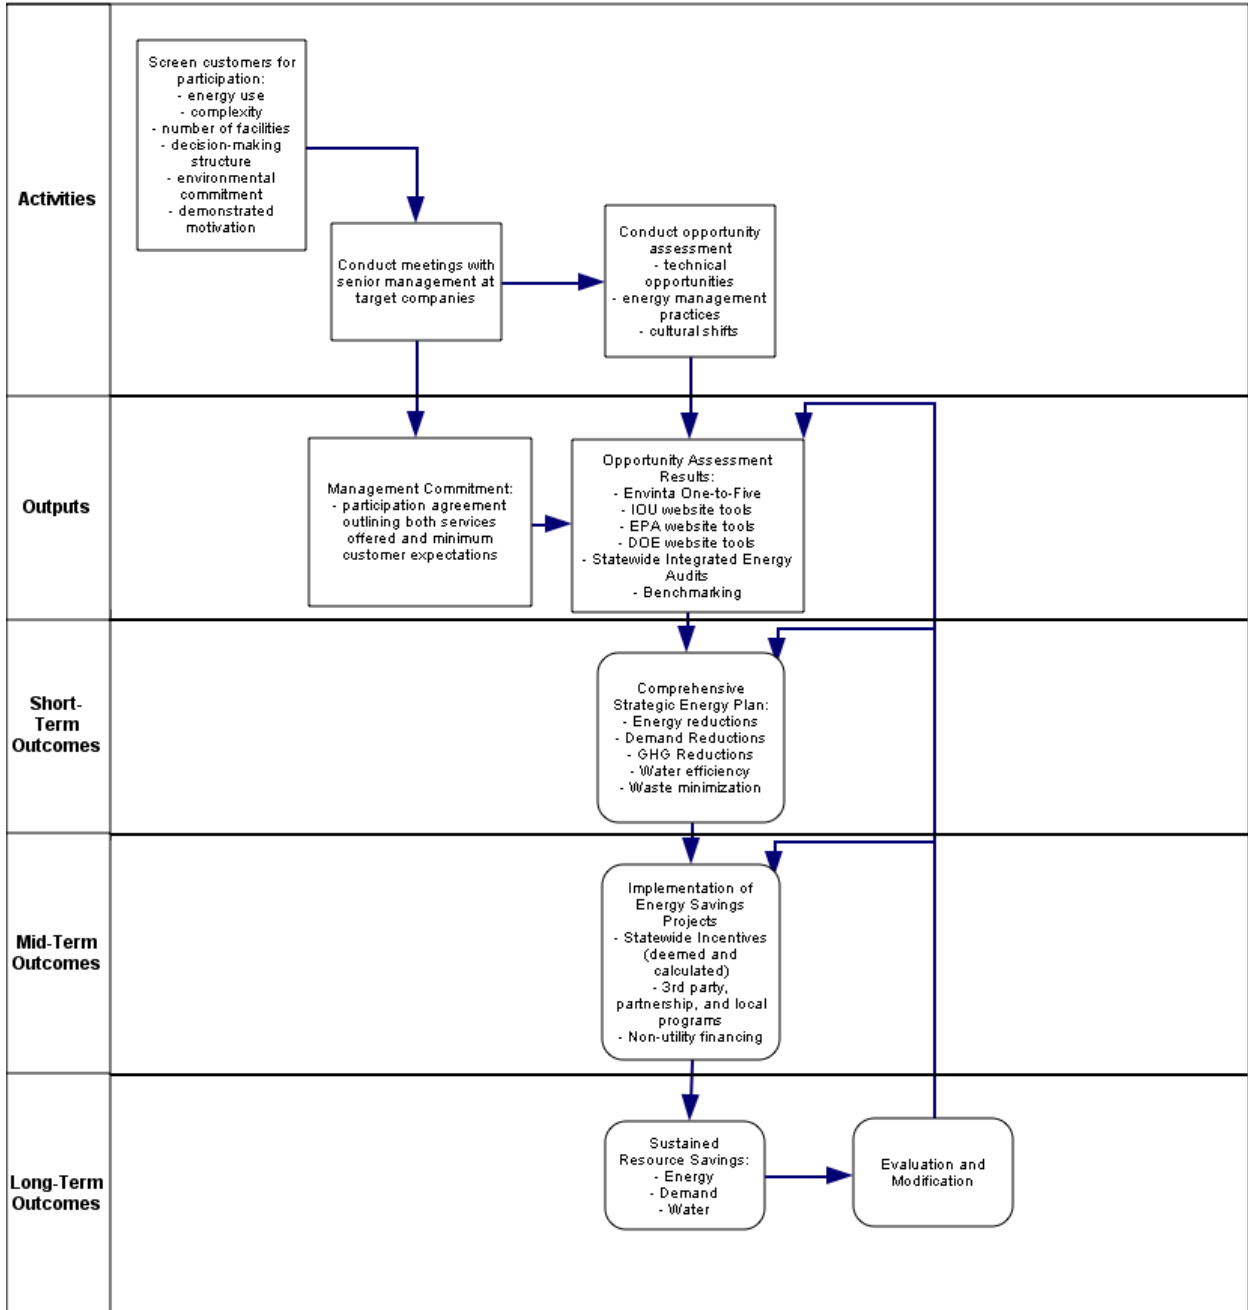 Activities
Screen customers for
participation:
- energy use
- complexity
- number of facilities
- decision-making
structure
- environmental
commitment
- demonstrated
motivation
Conduct meetings with
senior management at
target companies
Conduct opportunity
assessment
- technical
opportunities
- energy management
practices
- cultural shifts
Outputs
Management Commitment:
- participation agreement
outlining both services
offered and minimum
customer expectations
Opportunity Assessment
Results:
- Envinta One-to-Five
- IOU website tools
- EPA website tools
- DOE website tools
- Statewide Integrated Energy
Audits
- Benchmarking
Short-
Term
Outcomes
Comprehensive
Strategic Energy Plan:
- Energy reductions
- Demand Reductions
- GHG Reductions
- Water efficiency
- Waste minimization
Mid-Term
Outcomes
Implementation of
Energy Savings
Projects
- Statewide Incentives
(deemed and
calculated)
- 3rd party,
partnership, and local
programs
- Non-utility financing
Long-Term
Outcomes
Sustained
Resource Savings:
- Energy
- Demand
- Water
Evaluation and
Modification